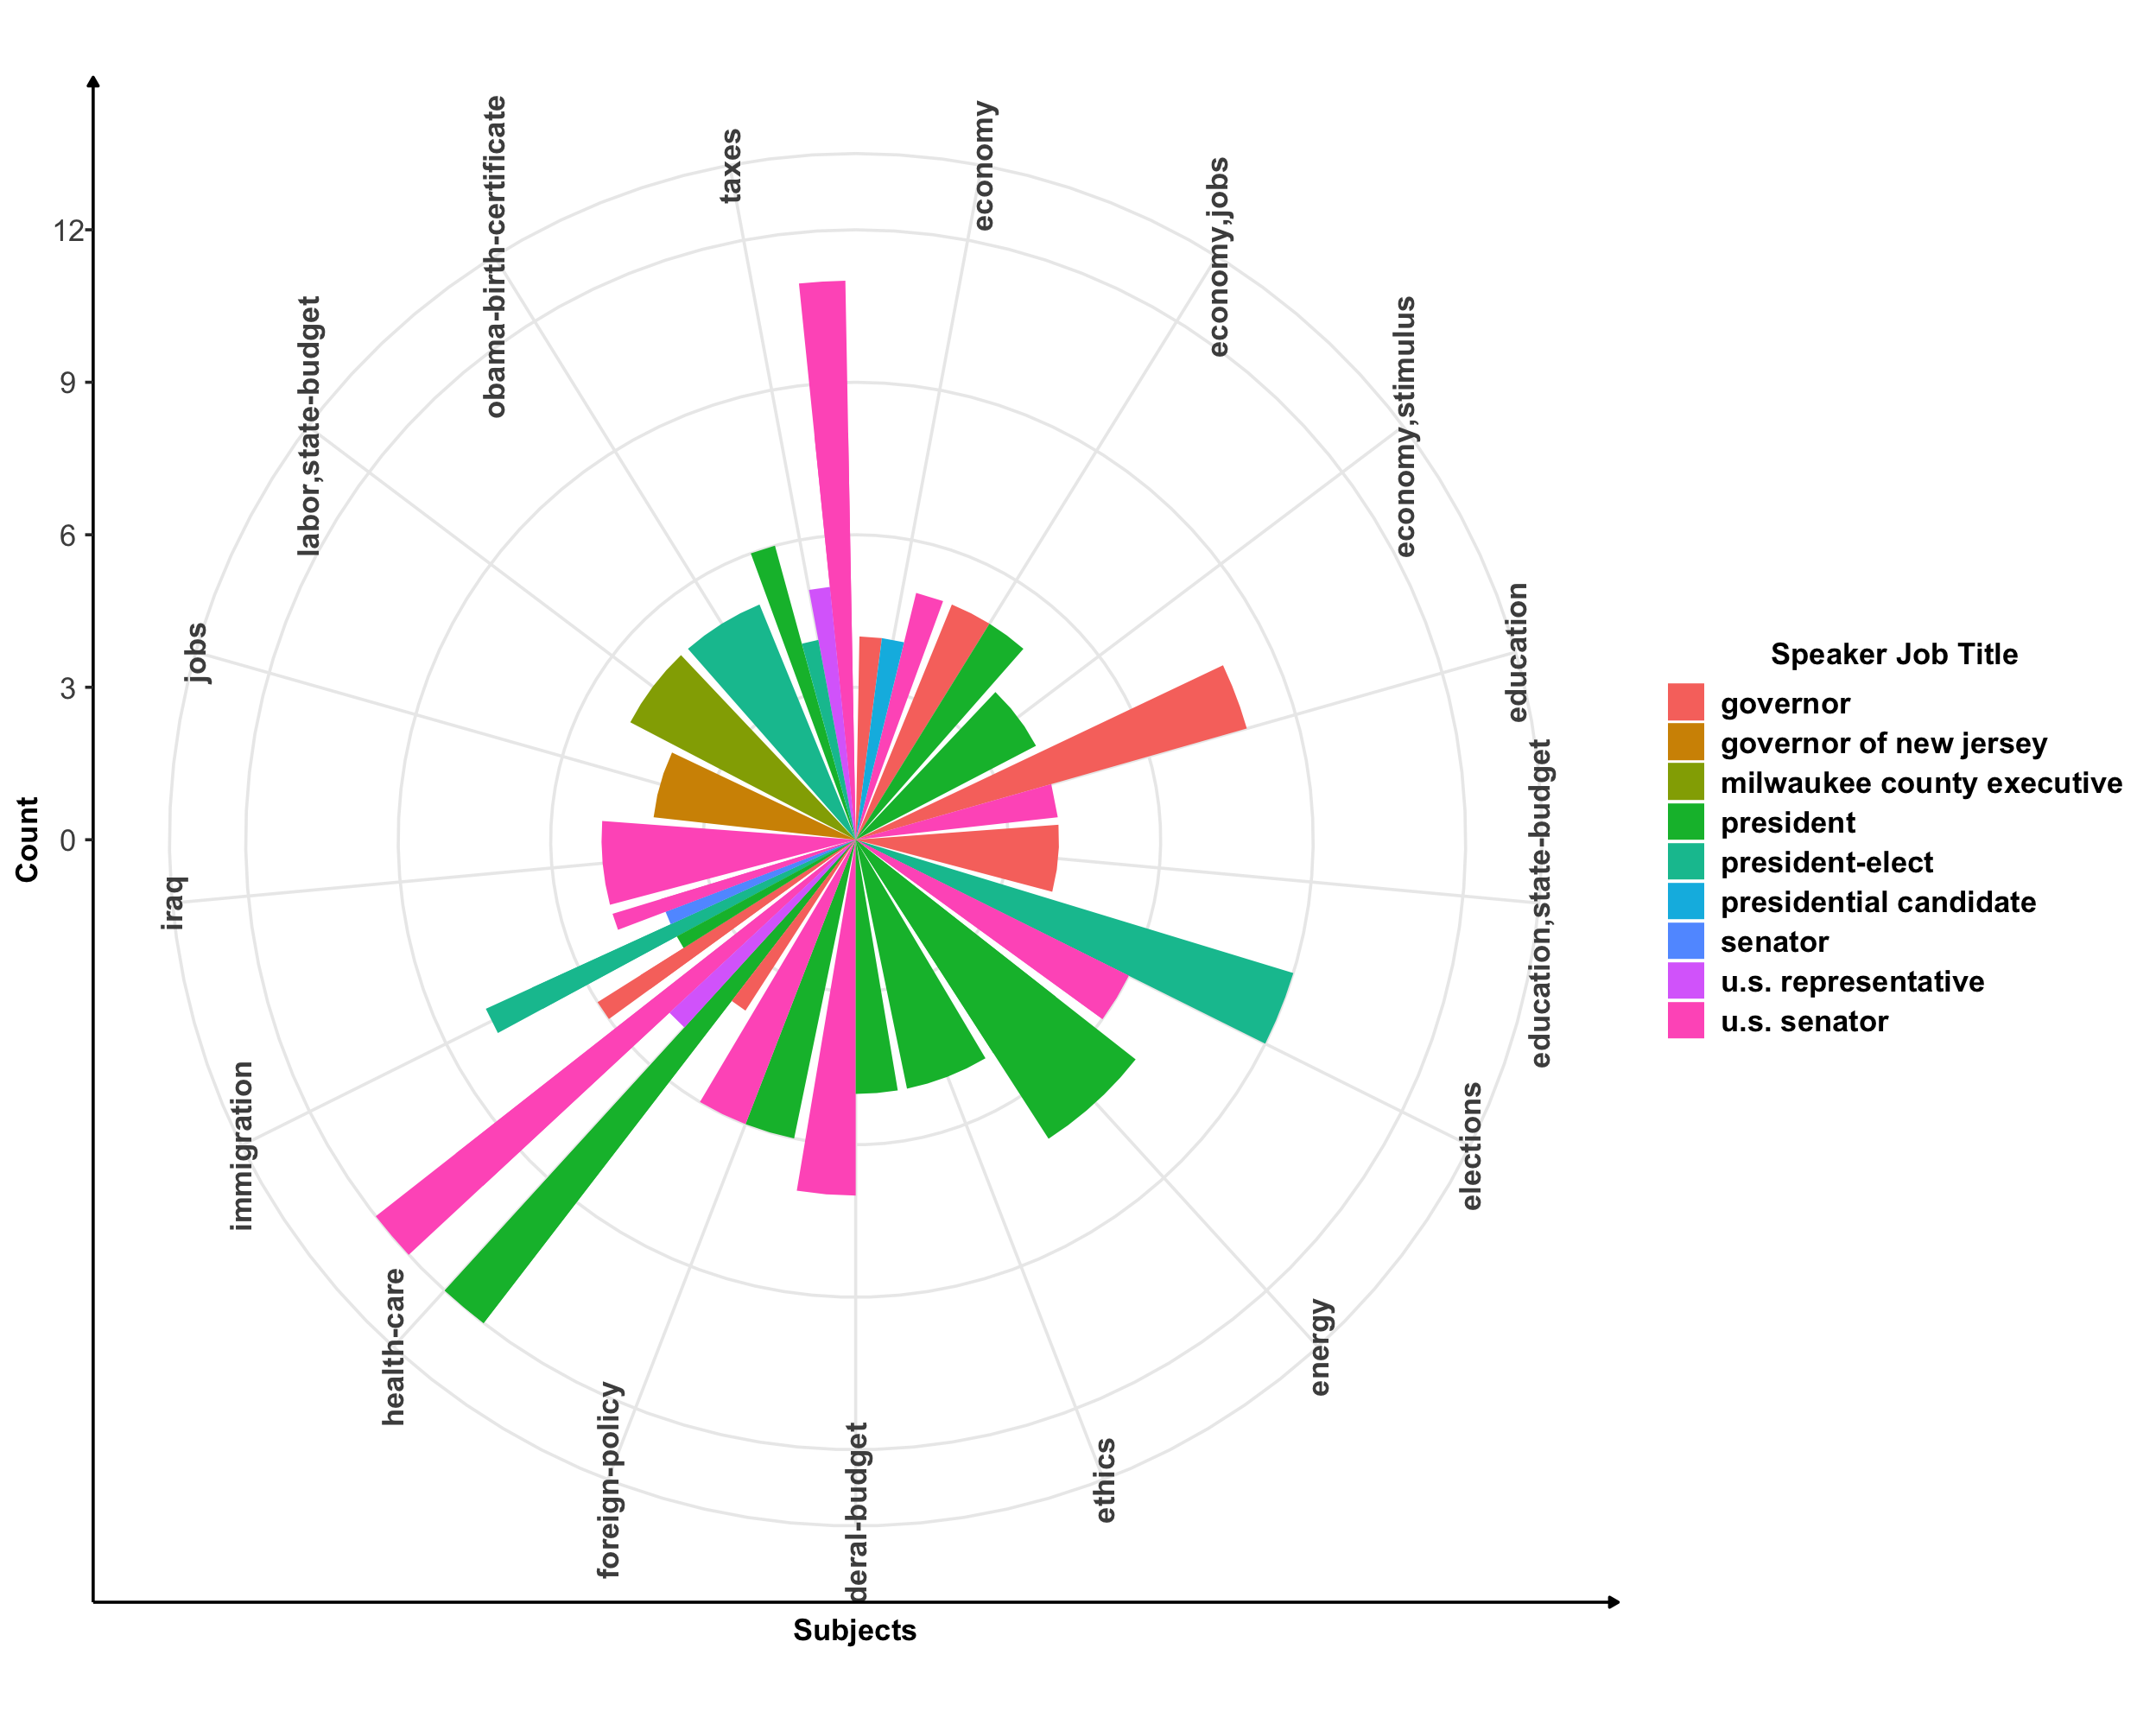 Count
12
9
6
3
0
economy
economy,jobs
economy,stimulus
education
education,state-budget
elections
energy
ethics
deral-budget
foreign-policy
health-care
immigration
iraq
jobs
labor,state-budget
obama-birth-certificate
taxes
Subjects
Speaker Job Title
governor
governor of new jersey
milwaukee county executive
president
president-elect
presidential candidate
senator
u.s. representative
u.s. senator